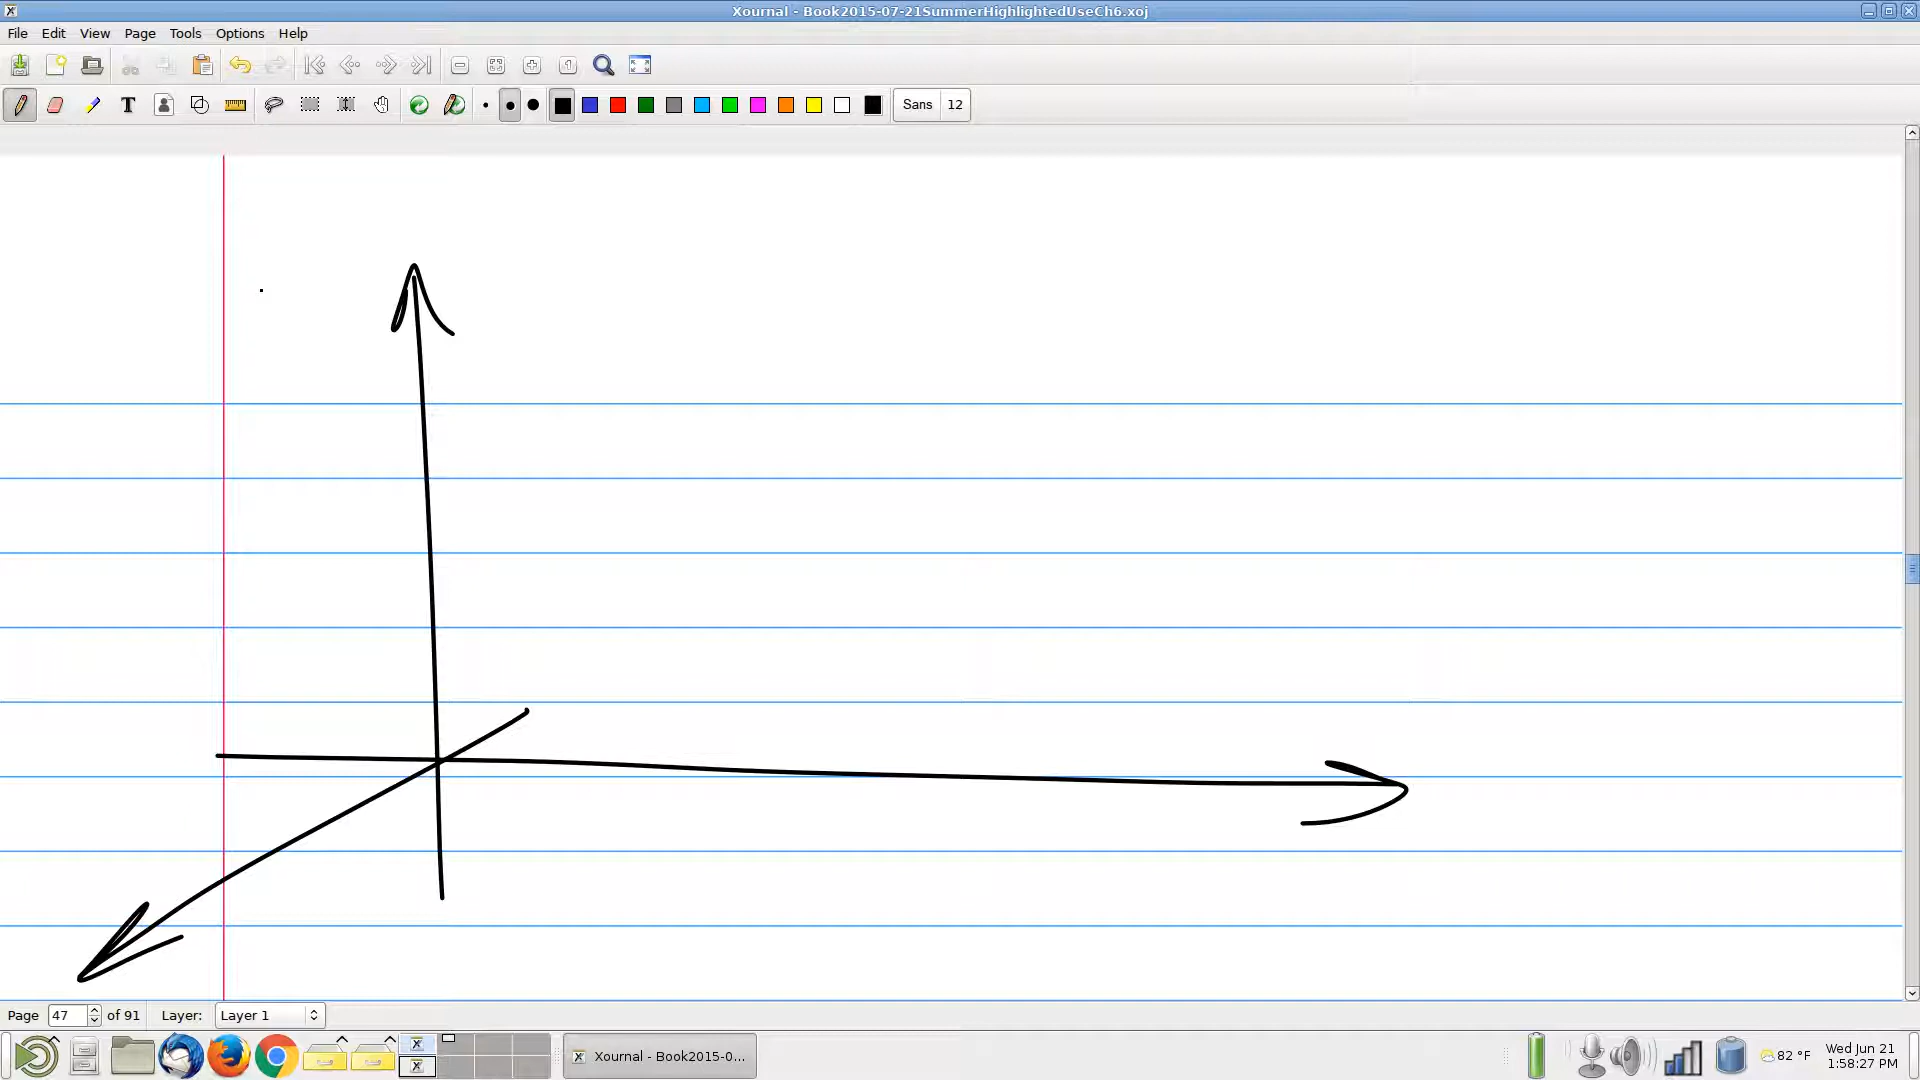 Xournal - Book2015-07-21SummerHighlightedUseCh6.xoj
File Edit View Page Tools Options Help
T Sans 12
Page 47 of 91 Layer: Layer 1
Xournal - Book2015-0... 82 °F Wed Jun 21
1:58:27 PM